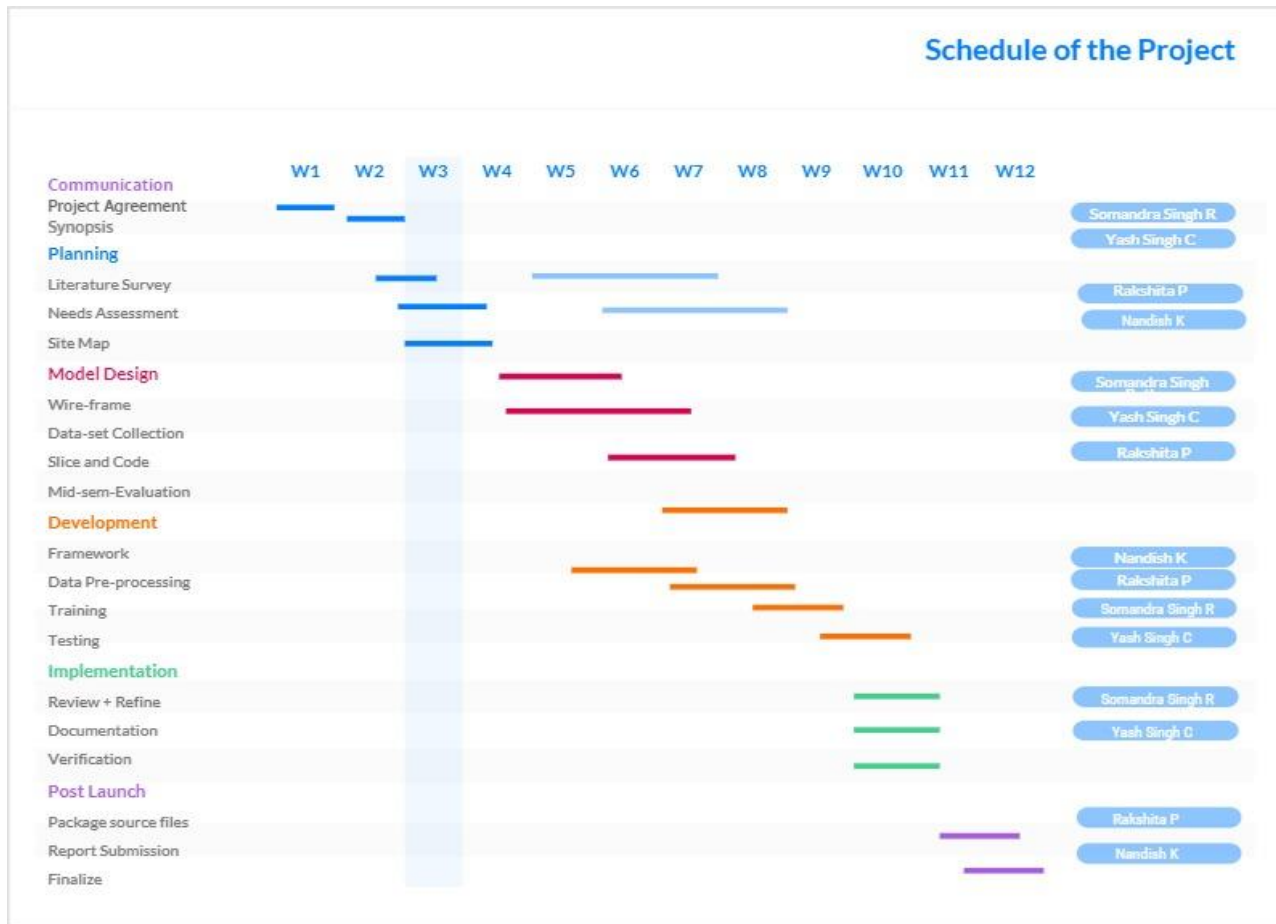 Schedule of the Project
W1 W2 W3 W4 W5 W6 W7 W8 W9 W10 W11 W12
Communication
Project Agreement
Somandra Singh R
Synopsis
Yash Singh C
Planning
Literature Survey
Rakshita P
Needs Assessment
Nandish K
Site Map
Model Design
Somandra Singh
Wire-frame
Yash Singh C
Data-set Collection
Slice and Code
Rakshita P
Mid-sem-Evaluation
Development
Framework
Nandish K
Data Pre-processing
Rakshita P
Training
Somandra Singh R
Testing
Yash Singh C
Implementation
Review + Refine
Somandra Singh R
Documentation
Yash Singh C
Verification
Post Launch
Package source files
Rakshita P
Report Submission
Nandish K
Finalize